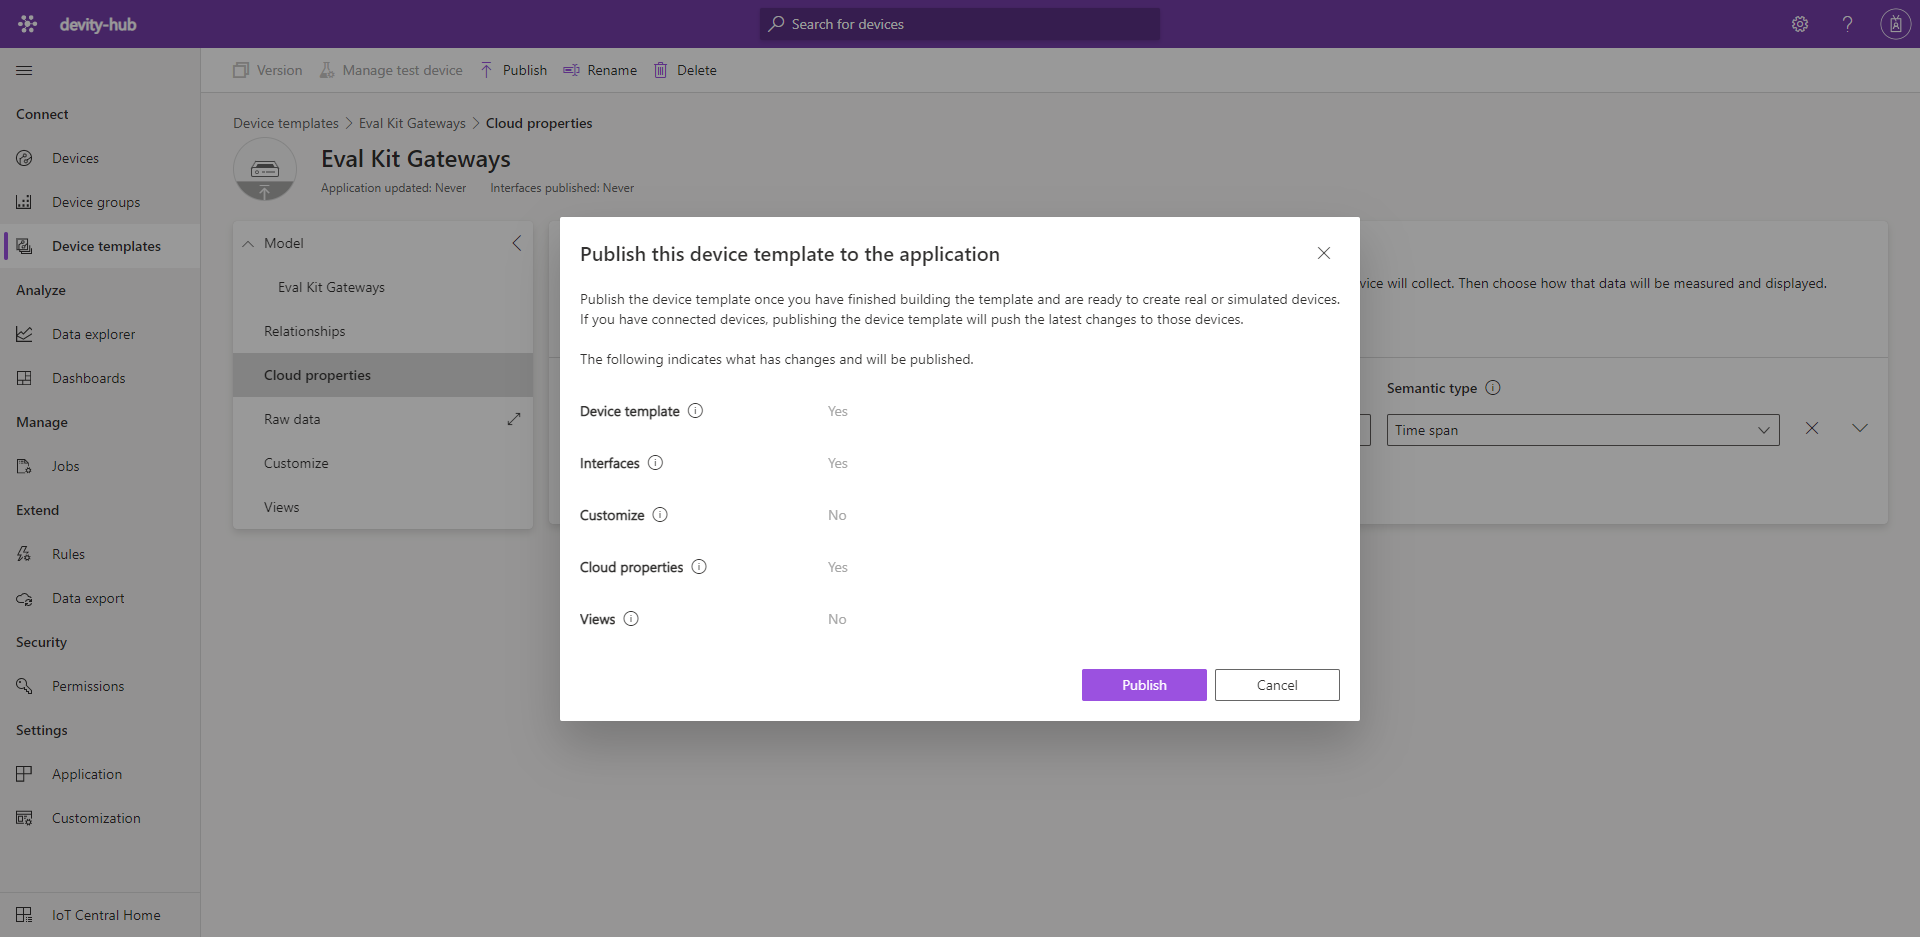 devity-hub
Search for devices
Version
Manage test device
Publish
Rename
Delete
Connect
Devices
Device groups
Device templates
Analyze
Data explorer
Dashboards
Manage
Jobs
Extend
Rules
Data export
Security
Permissions
Settings
Application
Customization
IoT Central Home
Device templates > Eval Kit Gateways > Cloud properties
Eval Kit Gateways
Application updated: Never
Interfaces published: Never
Model
Eval Kit Gateways
Relationships
Cloud properties
Raw data
Customize
Views
Publish this device template to the application
Publish the device template once you have finished building the template and are ready to create real or simulated devices.
If you have connected devices, publishing the device template will push the latest changes to those devices.
The following indicates what has changes and will be published.
Device template Yes
Interfaces Yes
Customize No
Cloud properties Yes
Views No
Publish
Cancel
will collect. Then choose how that data will be measured and displayed.
Semantic type
Time span